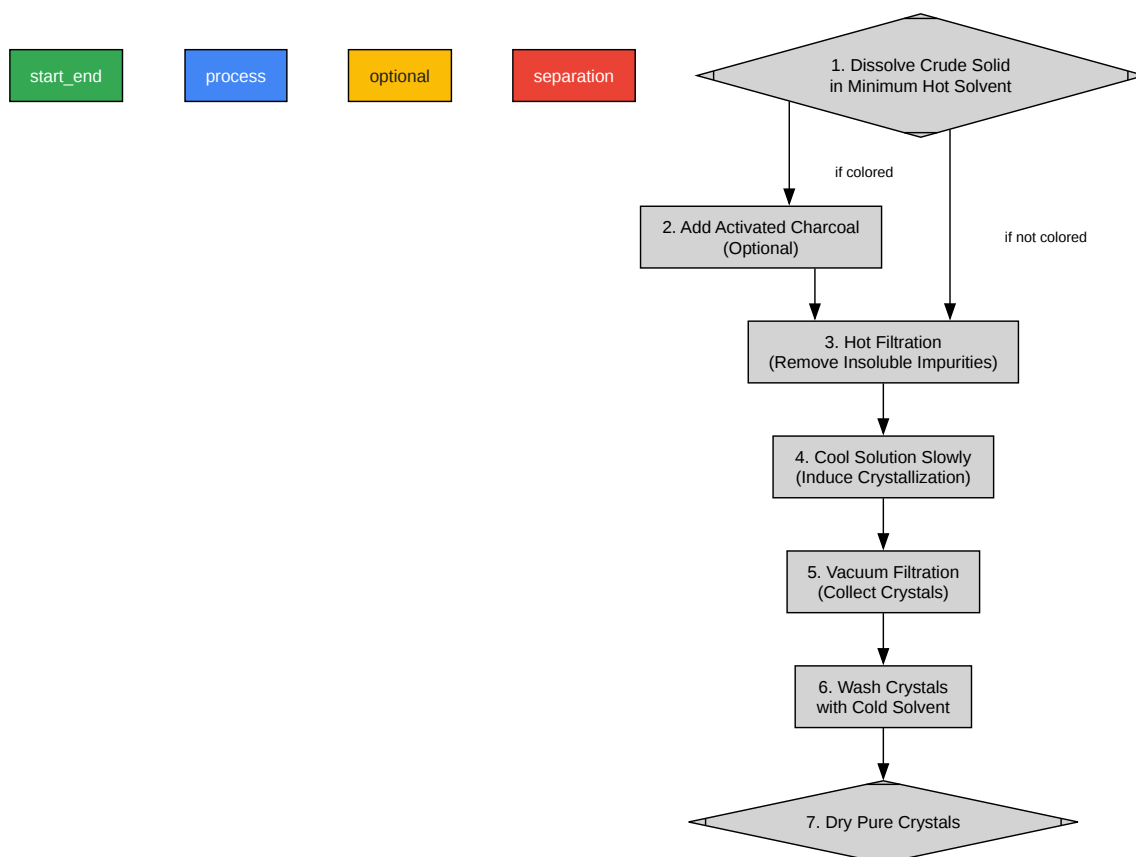 start_end
process
optional
separation
1. Dissolve Crude Solid
in Minimum Hot Solvent
if colored
2. Add Activated Charcoal
(Optional)
if not colored
3. Hot Filtration
(Remove Insoluble Impurities)
4. Cool Solution Slowly
(Induce Crystallization)
5. Vacuum Filtration
(Collect Crystals)
6. Wash Crystals
with Cold Solvent
7. Dry Pure Crystals